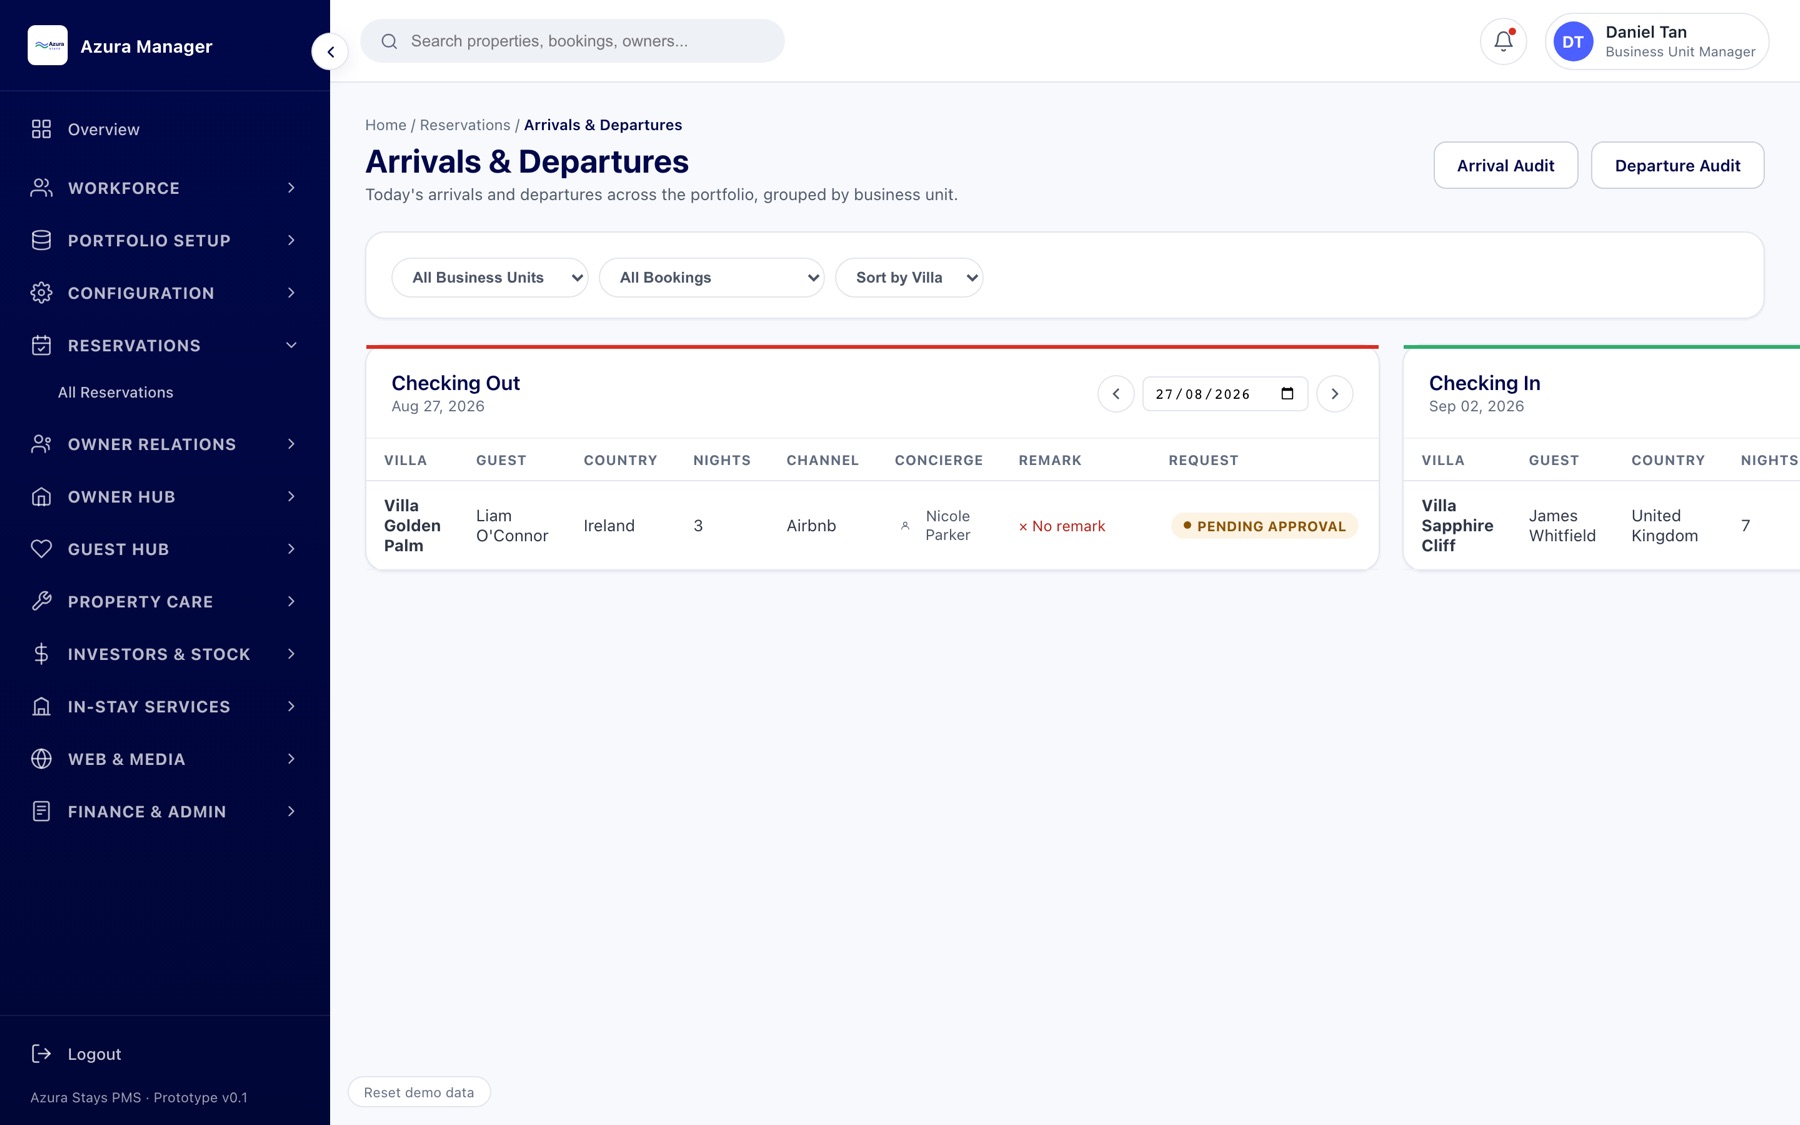 Azura
Azura Manager
Overview
WORKFORCE
PORTFOLIO SETUP
CONFIGURATION
RESERVATIONS
All Reservations
OWNER RELATIONS
OWNER HUB
GUEST HUB
PROPERTY CARE
INVESTORS & STOCK
IN-STAY SERVICES
WEB & MEDIA
FINANCE & ADMIN
Logout
Azura Stays PMS · Prototype v0.1
Search properties, bookings, owners...
DT
Daniel Tan
Business Unit Manager
Home / Reservations / Arrivals & Departures
Arrivals & Departures
Today's arrivals and departures across the portfolio, grouped by business unit.
Arrival Audit
Departure Audit
All Business Units
All Bookings
Sort by Villa
Checking Out
Aug 27, 2026
27/08/2026
VILLA GUEST COUNTRY NIGHTS CHANNEL CONCIERGE REMARK REQUEST
Villa
Golden
Palm
Liam
O'Connor
Ireland
3
Airbnb
Nicole
Parker
× No remark
PENDING APPROVAL
Checking In
Sep 02, 2026
VILLA GUEST COUNTRY NIGHTS
Villa
Sapphire
Cliff
James
Whitfield
United
Kingdom
7
Reset demo data